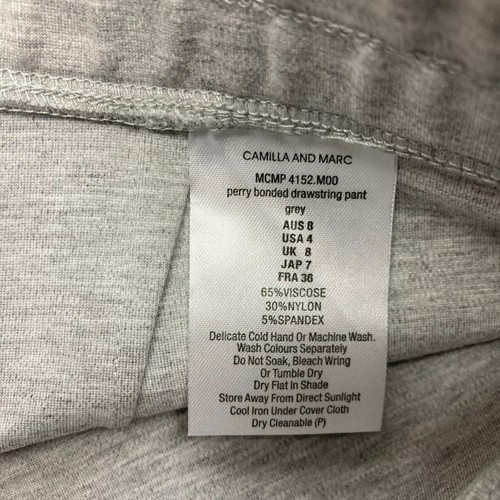 CAMILLA AND MARC
MCMP 4152.M00
perry bonded drawstring pant
grey
AUS 8
USA 4
UK 8
JAP 7
FRA 36
65%VISCOSE
30%NYLON
5%SPANDEX
Delicate Cold Hand Or Machine Wash.
Wash Colours Separately
Do Not Soak, Bleach Wring
Or Tumble Dry
Dry Flat in Shade
Store Away From Direct Sunlight
Cool Iron Under Cover Cloth
Dry Cleanable (P)